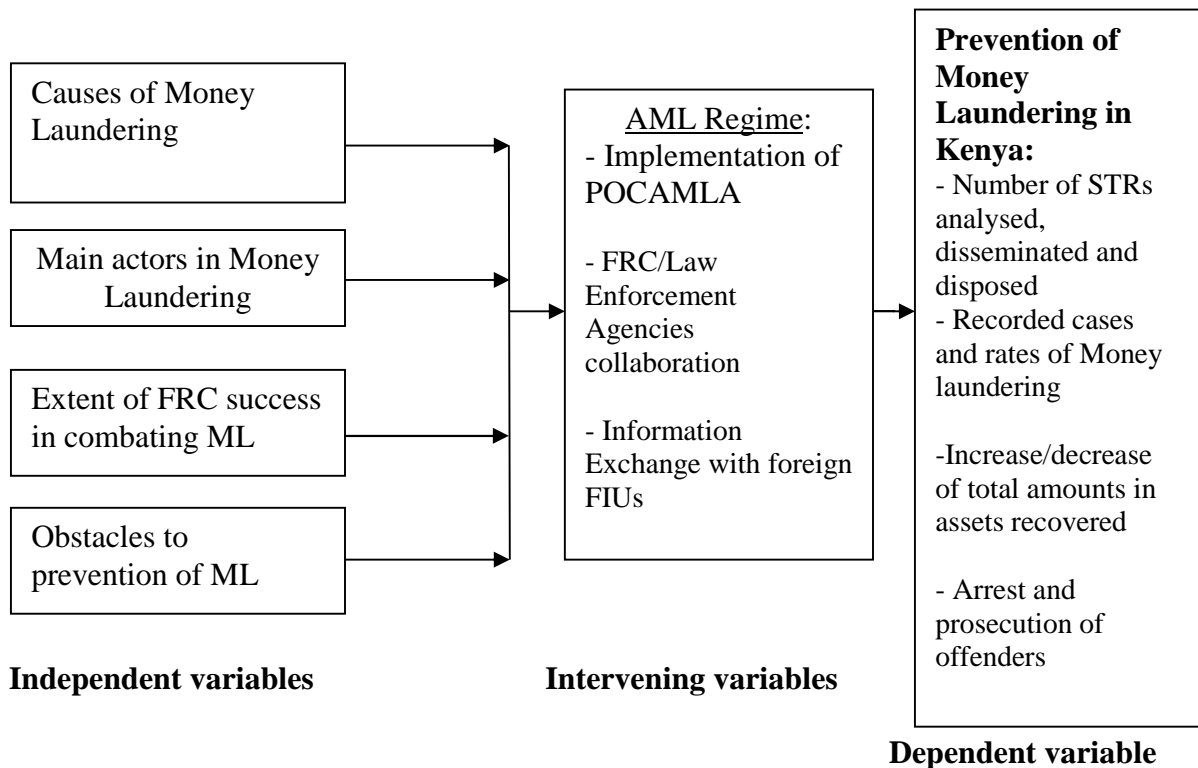 Causes of Money
Laundering
Main actors in Money
Laundering
Extent of FRC success
in combating ML
Obstacles to
prevention of ML
Independent variables
AML Regime:
- Implementation of
POCAMLA
- FRC/Law
Enforcement
Agencies
collaboration
- Information
Exchange with foreign
FIUs
Intervening variables
Prevention of
Money
Laundering in
Kenya:
- Number of STRs
analysed,
disseminated and
disposed
- Recorded cases
and rates of Money
laundering
-Increase/decrease
of total amounts in
assets recovered
- Arrest and
prosecution of
offenders
Dependent variable